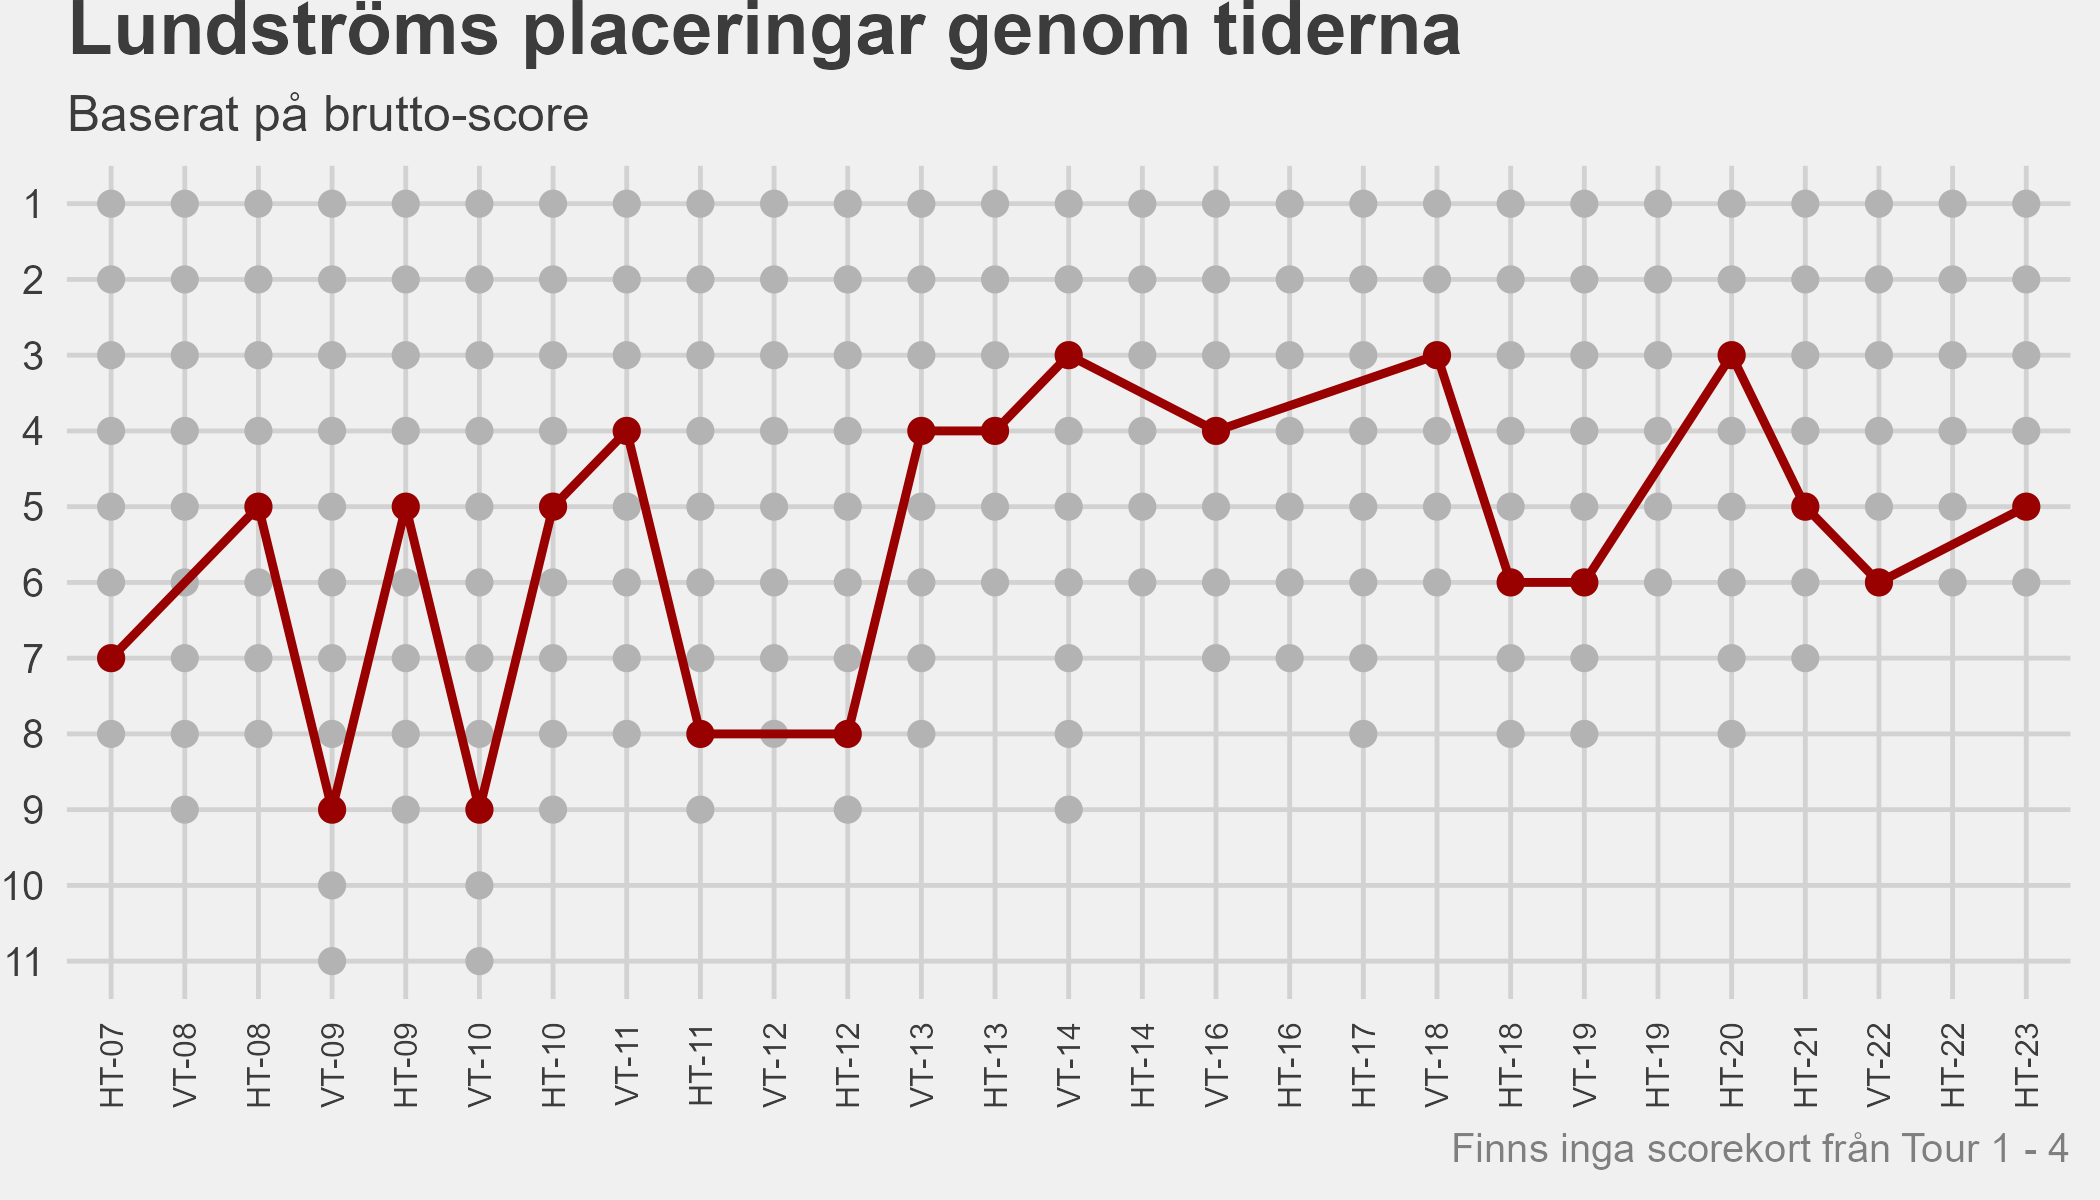 Lundströms placeringar genom tiderna
Baserat på brutto-score
1
2
3
4
5
6
7
8
9
10
11
HT-07
VT-08
HT-08
VT-09
HT-09
VT-10
HT-10
VT-11
HT-11
VT-12
HT-12
VT-13
HT-13
VT-14
HT-14
VT-16
HT-16
HT-17
VT-18
HT-18
VT-19
HT-19
HT-20
HT-21
VT-22
HT-22
HT-23
Finns inga scorekort från Tour 1 - 4